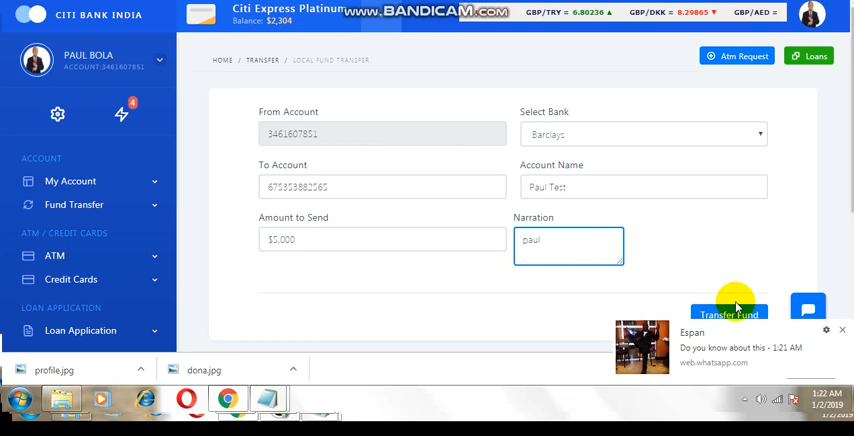 CITI BANK INDIA
Citi Express Platinum
Balance: $2,304
www.BANDICAM.com
GBP/TRY = 6.80236 ▲ GBP/DKK = 8.29865 ▼ GBP/AED =
PAUL BOLA
ACCOUNT:3461607851
HOME / TRANSFER / LOCAL FUND TRANSFER
Atm Request
Loans
4
From Account
Select Bank
3461607851
Barclays
To Account
Account Name
675353882565
Paul Test
Amount to Send
Narration
$5,000
paul
Transfer Fund
ACCOUNT
My Account
Fund Transfer
ATM / CREDIT CARDS
ATM
Credit Cards
LOAN APPLICATION
Loan Application
Espan
Do you know about this - 1:21 AM
web.whatsapp.com
profile.jpg
dona.jpg
1:22 AM
1/2/2019
1/2/2019